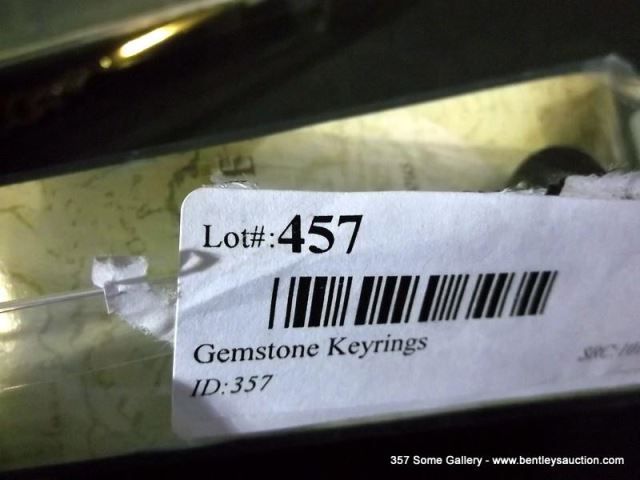 Lot#:457
Gemstone Keyrings
ID:357
357 Some Gallery - www.bentleysauction.com